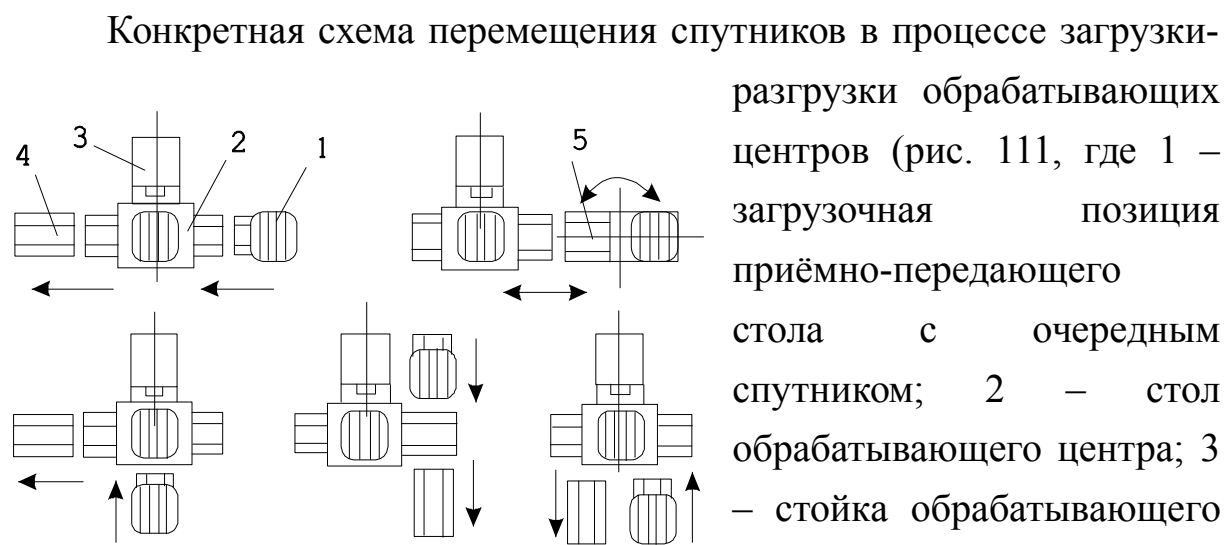 Конкретная схема перемещения спутников в процессе загрузки-
разгрузки обрабатывающих
центров (рис. 111, где 1 –
загрузочная позиция
приёмно-передающего
стола с очередным
спутником; 2 – стол
обрабатывающего центра; 3
– стойка обрабатывающего
4 3 2 1 5